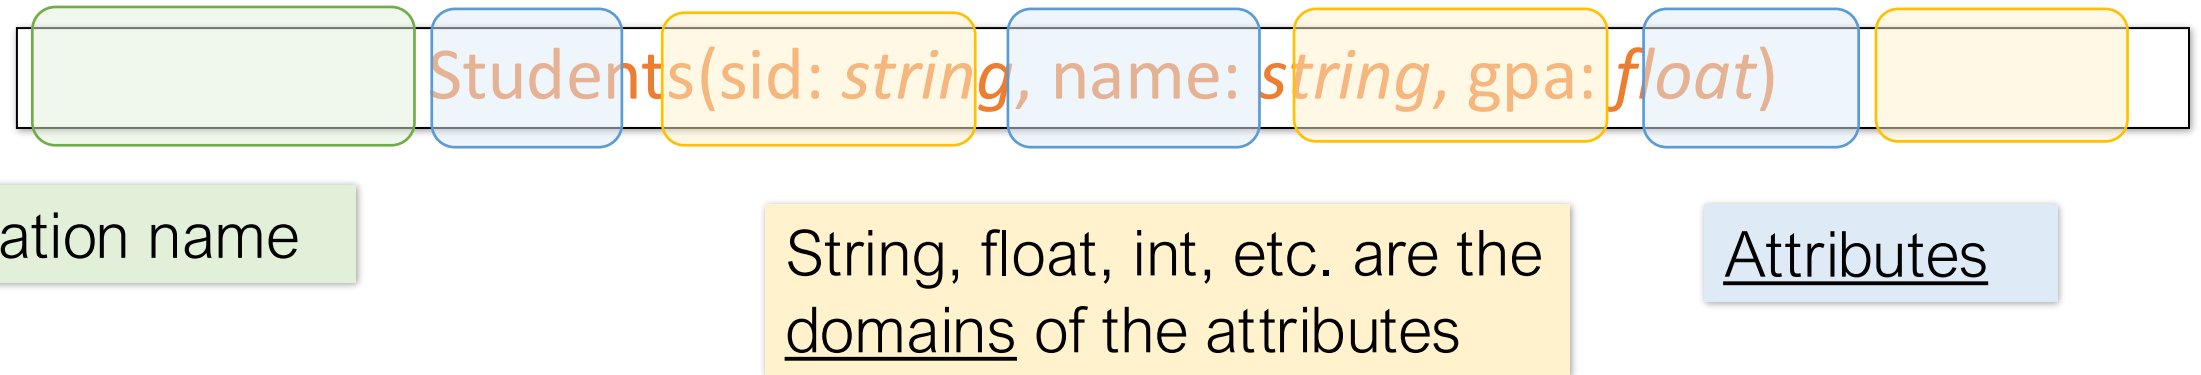 Students(sid: string, name: string, gpa: float)
ation name
String, float, int, etc. are the
domains of the attributes
Attributes